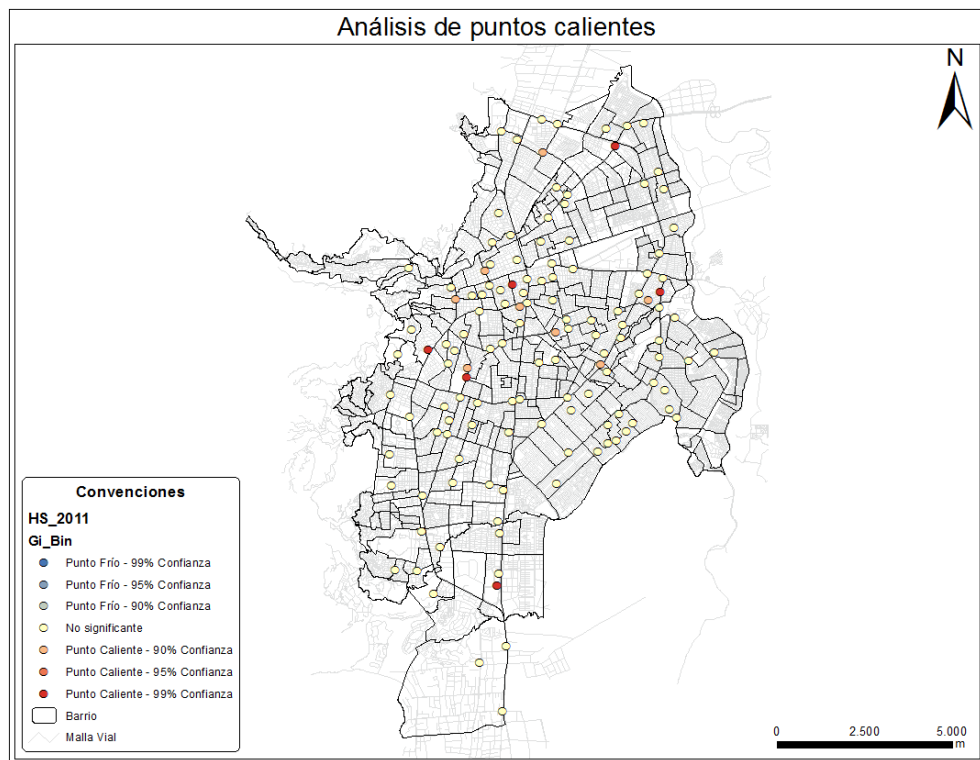 Análisis de puntos calientes
N
Convenciones
HS_2011
Gi_Bin
Punto Frío - 99% Confianza
Punto Frío - 95% Confianza
Punto Frío - 90% Confianza
No significante
Punto Caliente - 90% Confianza
Punto Caliente - 95% Confianza
Punto Caliente - 99% Confianza
Barrio
Malla Vial
0 2.500 5.000
m